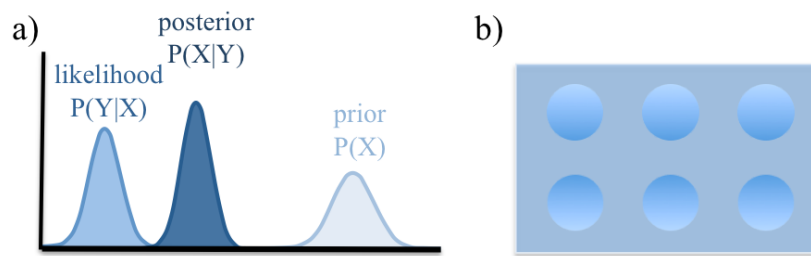 a)
likelihood
P(Y|X)
posterior
P(X|Y)
prior
P(X)
b)